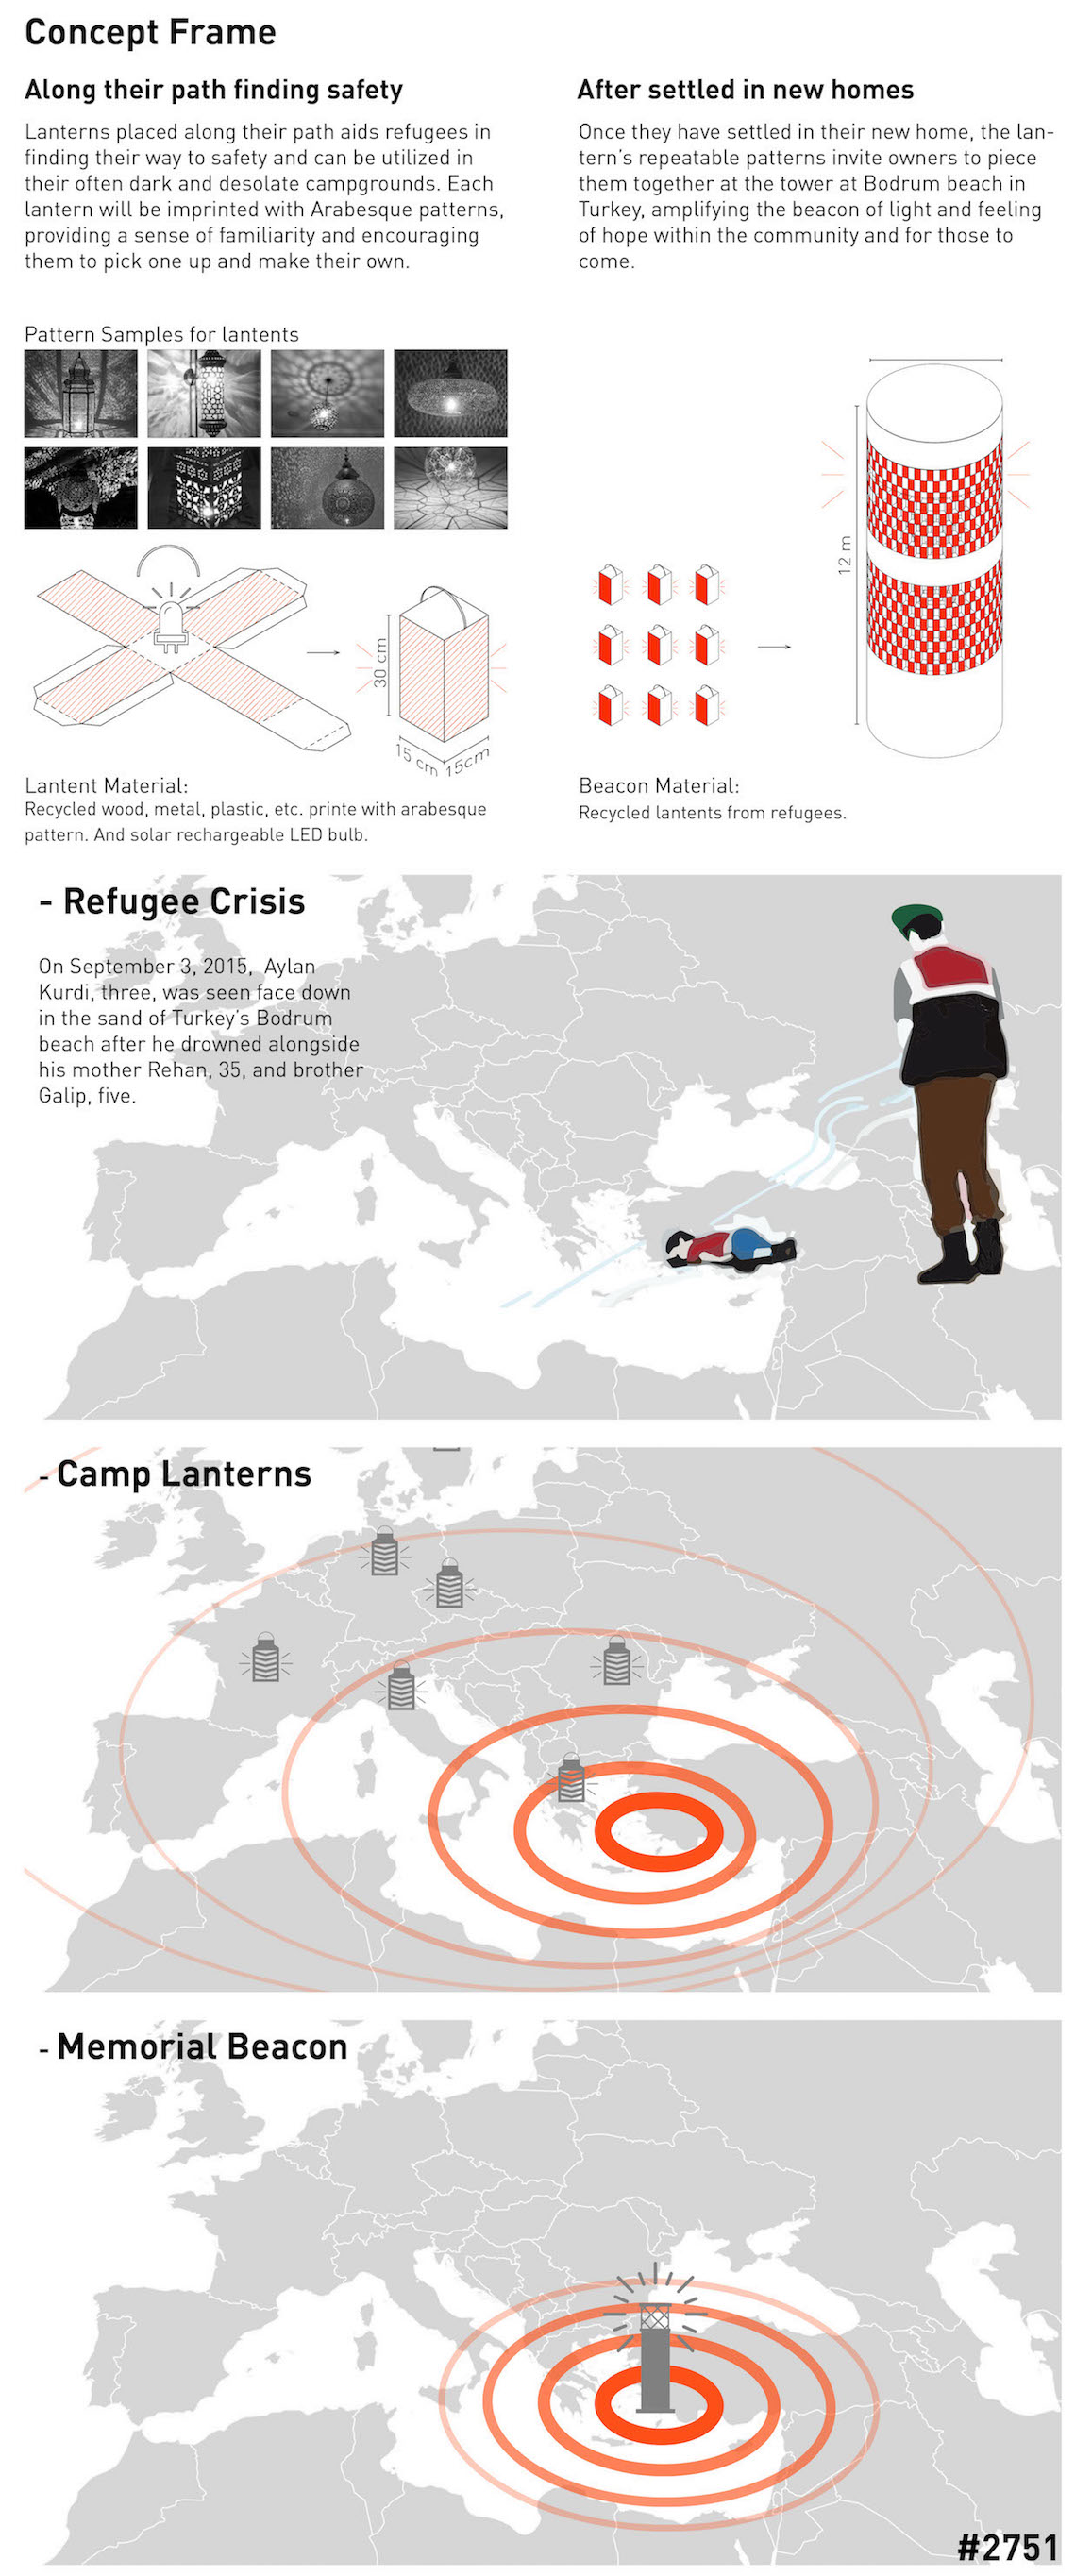 Concept Frame
Along their path finding safety
Lanterns placed along their path aids refugees in
finding their way to safety and can be utilized in
their often dark and desolate campgrounds. Each
lantern will be imprinted with Arabesque patterns,
providing a sense of familiarity and encouraging
them to pick one up and make their own.
After settled in new homes
Once they have settled in their new home, the lan-
tern's repeatable patterns invite owners to piece
them together at the tower at Bodrum beach in
Turkey, amplifying the beacon of light and feeling
of hope within the community and for those to
come.
Pattern Samples for lantents
30 cm
15 cm
15cm
12 m
Lantent Material:
Recycled wood, metal, plastic, etc. printe with arabesque
pattern. And solar rechargeable LED bulb.
Beacon Material:
Recycled lantents from refugees.
- Refugee Crisis
On September 3, 2015, Aylan
Kurdi, three, was seen face down
in the sand of Turkey's Bodrum
beach after he drowned alongside
his mother Rehan, 35, and brother
Galip, five.
- Camp Lanterns
- Memorial Beacon
#2751